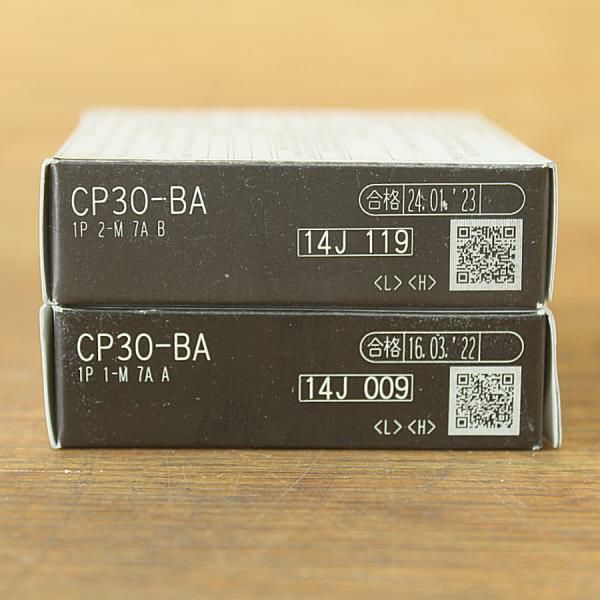 CP30-BA
合格 24.01.'23
1P 2-M 7A B
14J 119
<L> <H>
CP30-BA
合格 16.03.'22
1P 1-M 7A A
14J 009
<L> <H>